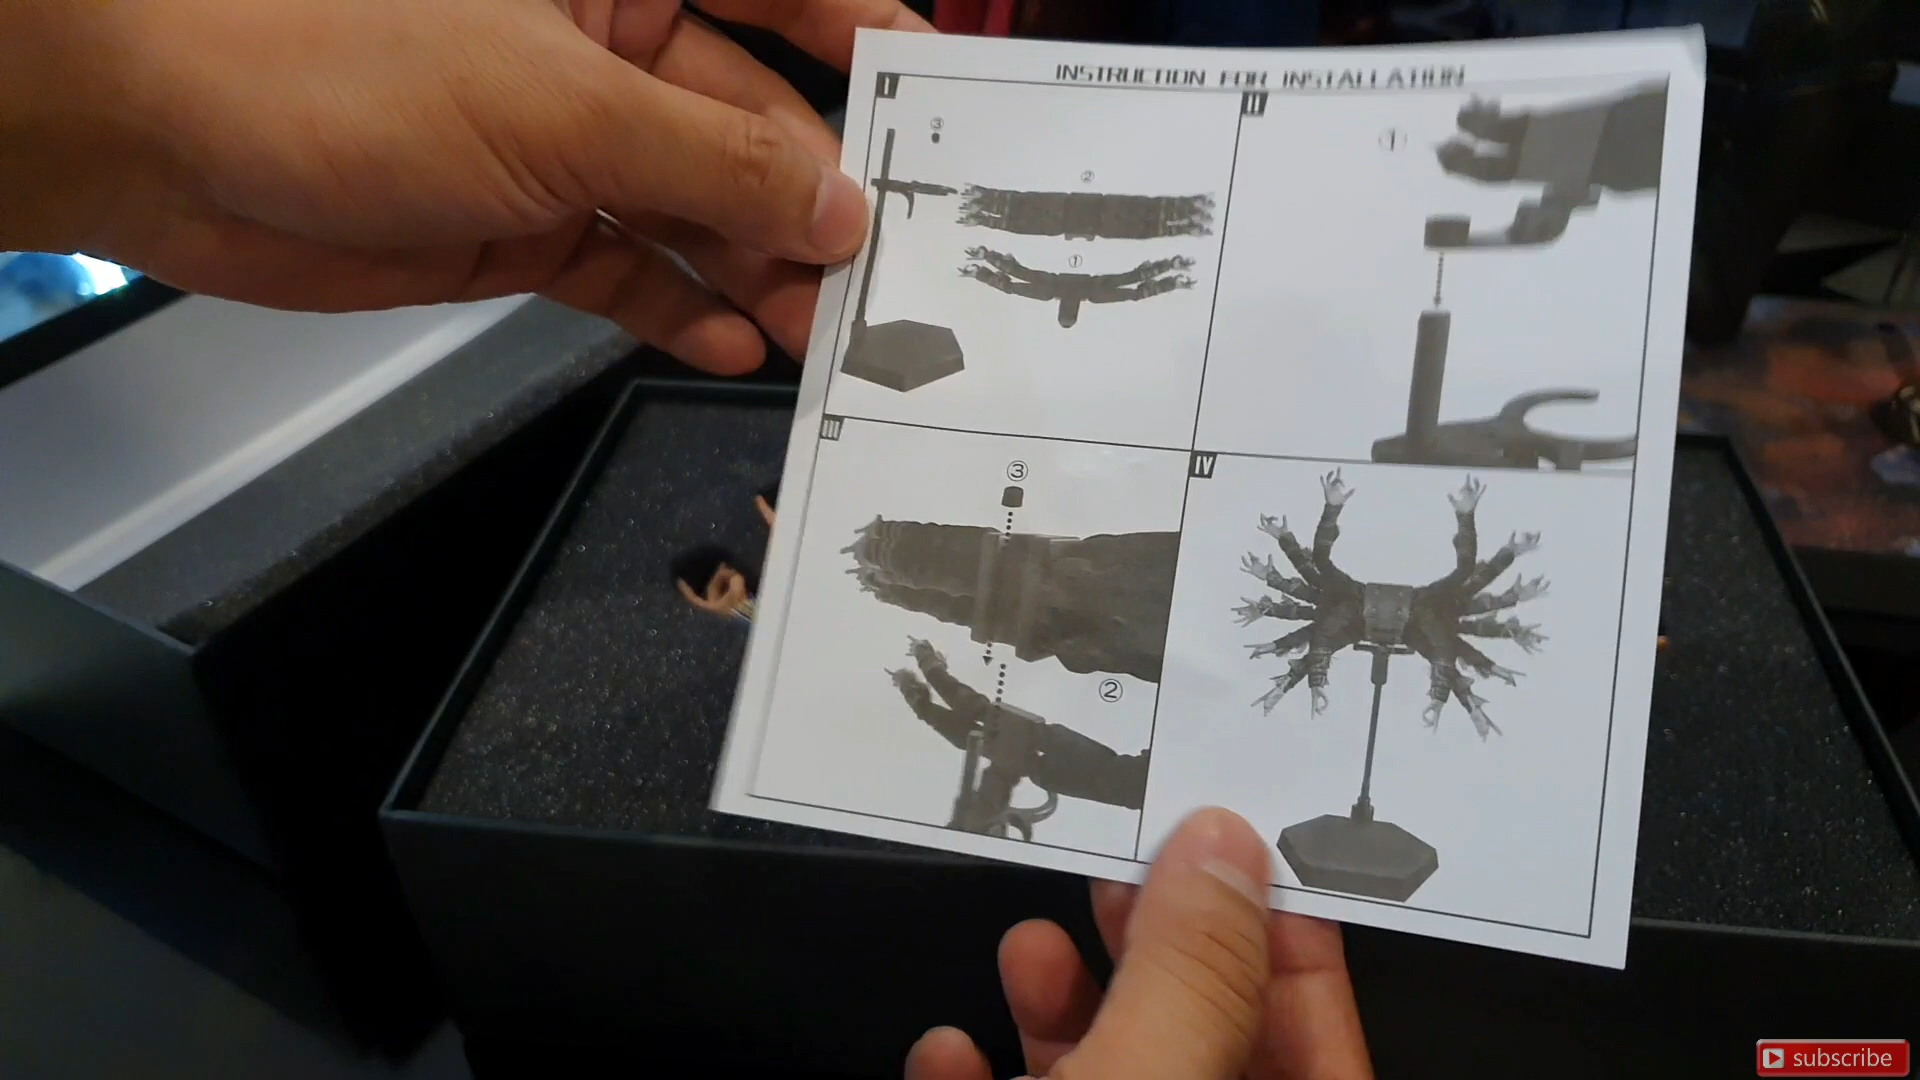 INSTRUCTION FOR INSTALLATION
I
③
②
①
II
①
III
③
②
IV
subscribe